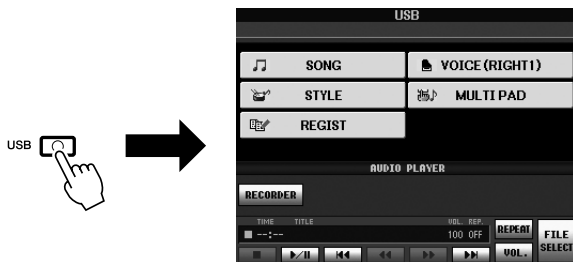 USB
USB
SONG
VOICE(RIGHT1)
STYLE
MULTI PAD
REGIST
AUDIO PLAYER
RECORDER
TIME TITLE VOL. REP.
--:-- 100 OFF
REPEAT
VOL.
FILE
SELECT